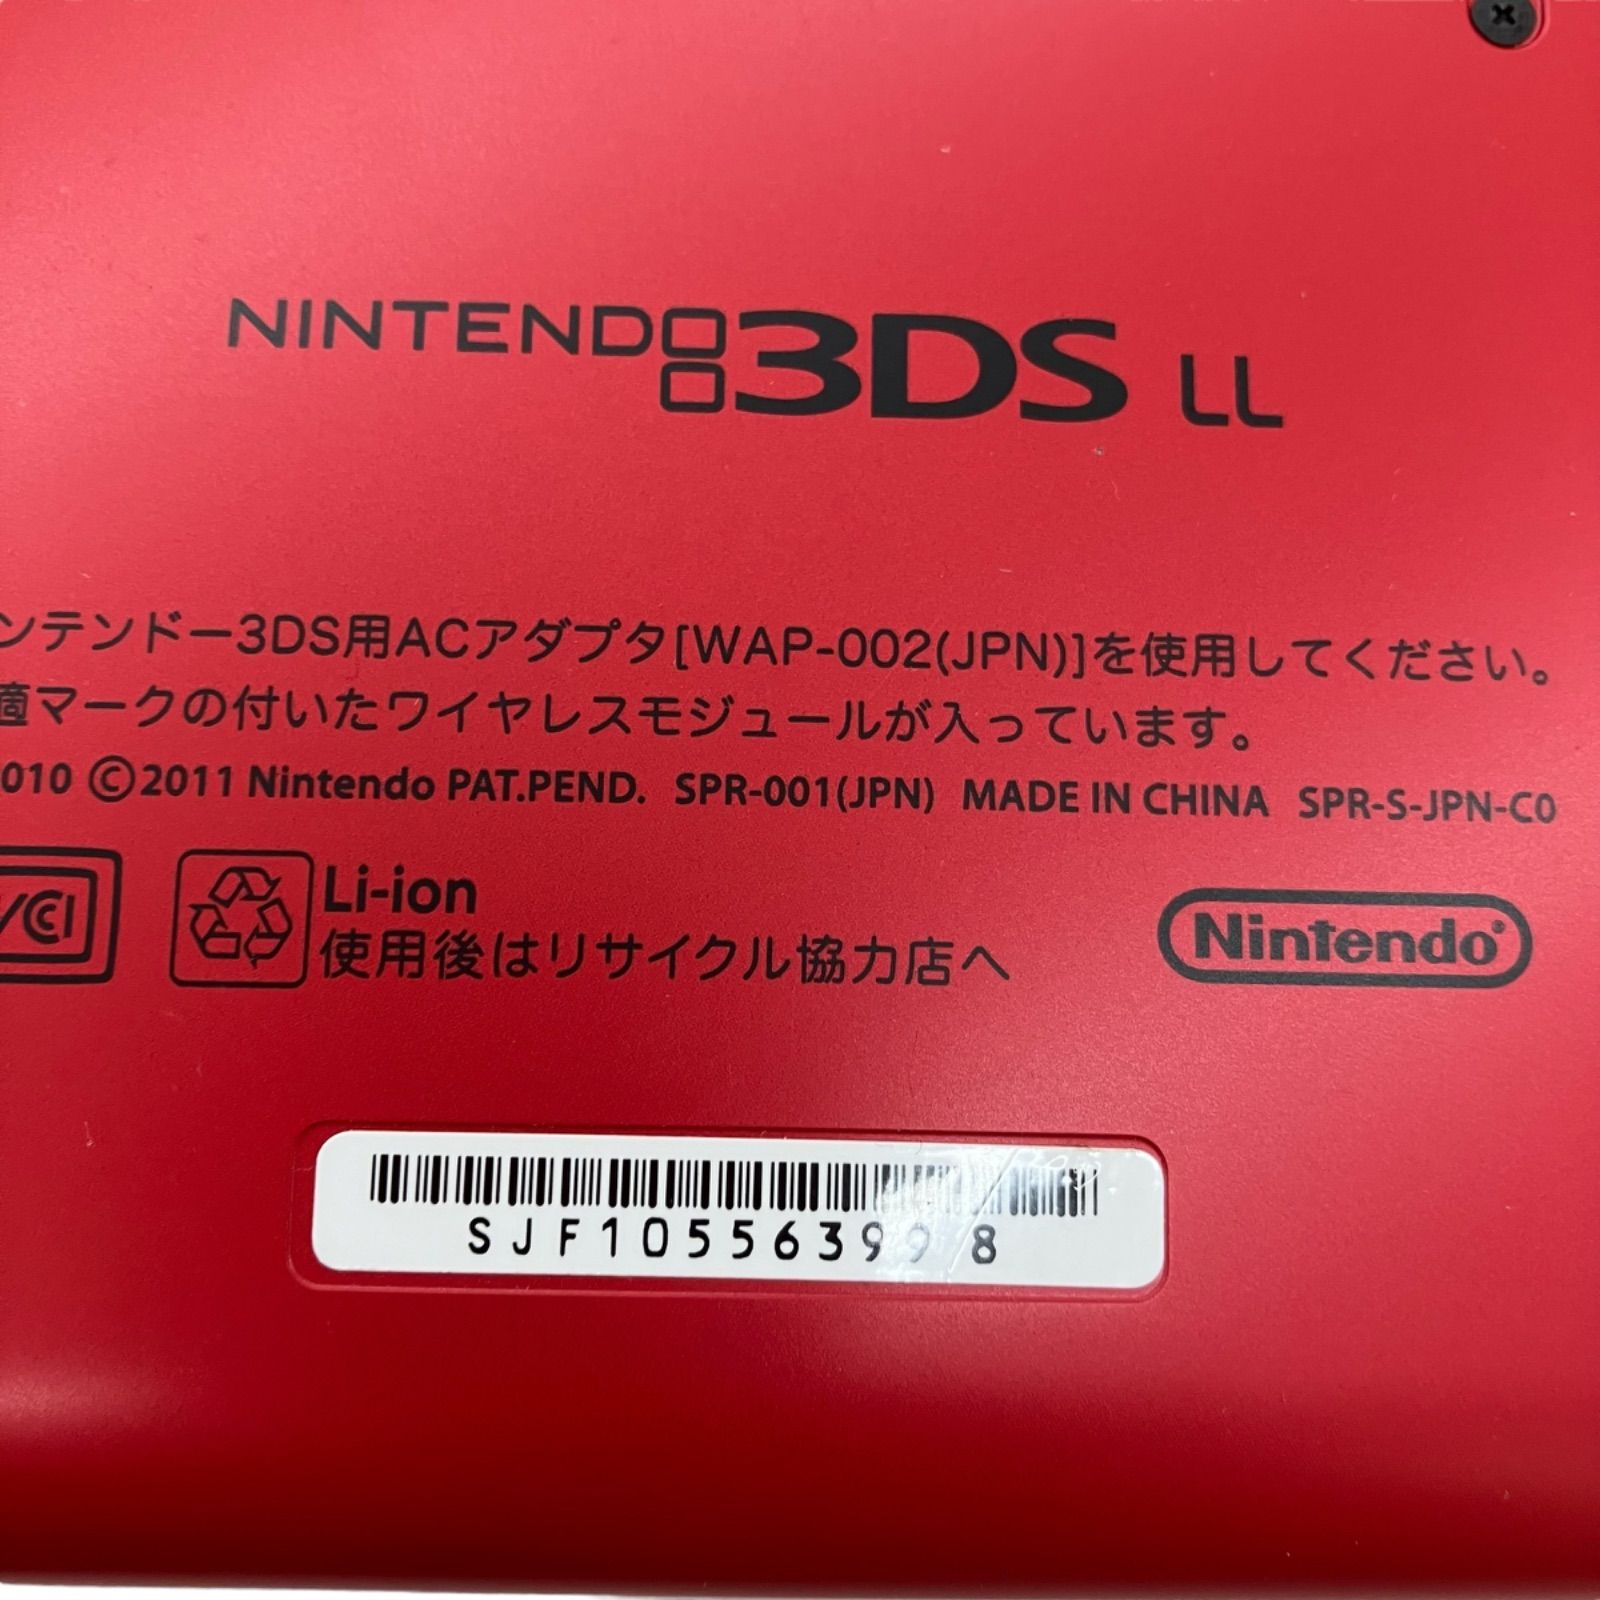 NINTENDO 3DS LL
ンテンドー3DS用ACアダプタ[WAP-002(JPN)]を使用してください。
適マークの付いたワイヤレスモジュールが入っています。
010 ©2011 Nintendo PAT.PEND. SPR-001(JPN) MADE IN CHINA SPR-S-JPN-C0
Li-ion
使用後はリサイクル協力店へ
Nintendo
SJF105563998